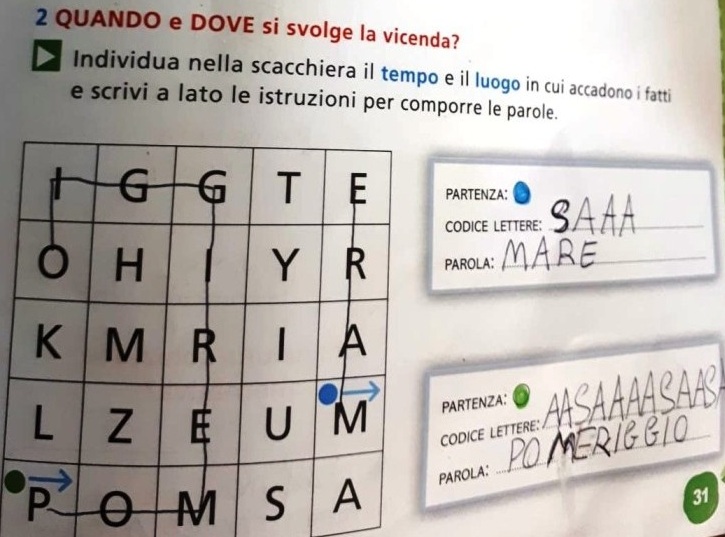 2 QUANDO e DOVE si svolge la vicenda?
Individua nella scacchiera il tempo e il luogo in cui accadono i fatti
e scrivi a lato le istruzioni per comporre le parole.
I G G T E
O H I Y R
K M R I A
L Z E U M
P O M S A
PARTENZA:
CODICE LETTERE: SAAA
PAROLA: MARE
PARTENZA:
CODICE LETTERE: AASAAAASAASA
PAROLA: POMERIGGIO
31